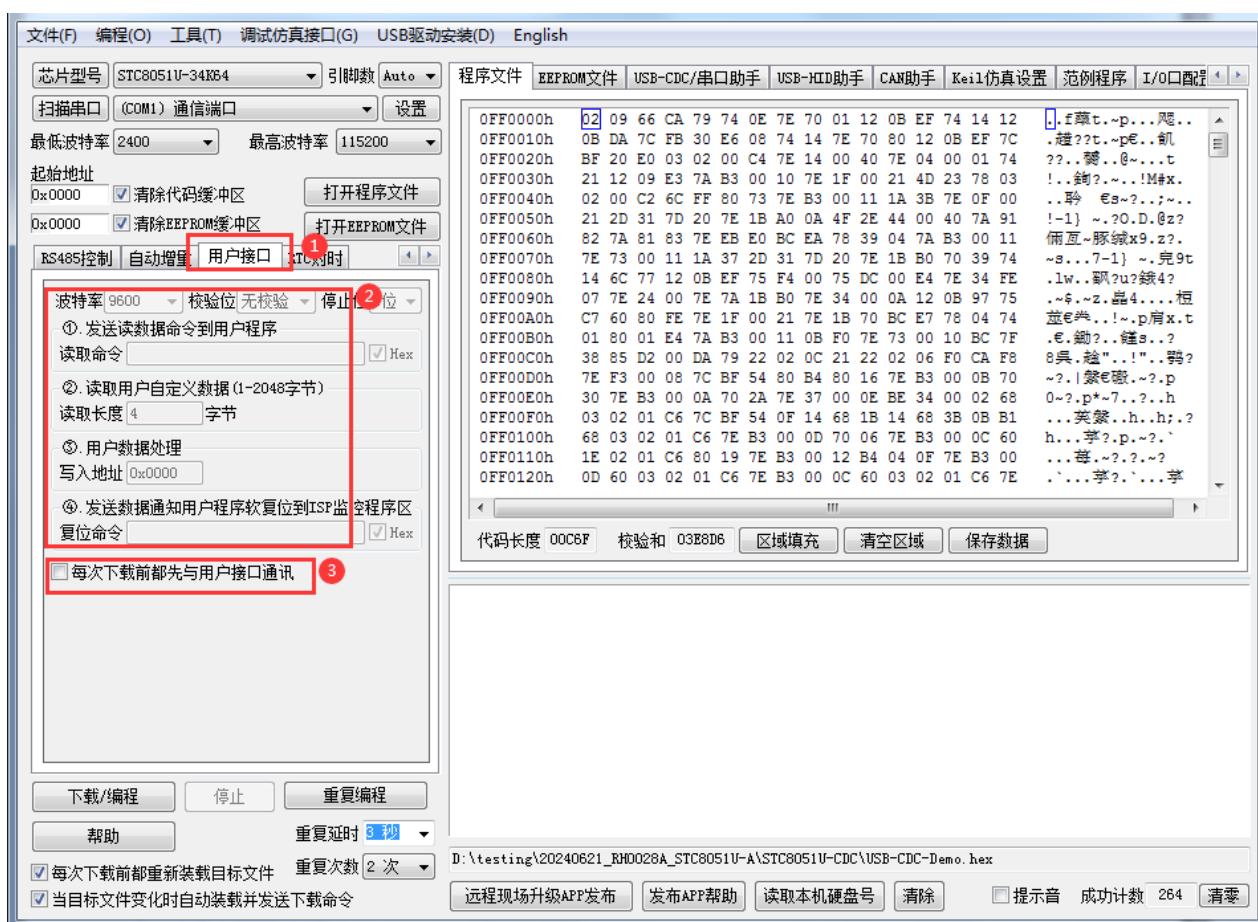 文件(F) 编程(O) 工具(T) 调试仿真接口(G) USB驱动安装(D) English
芯片型号 STC8051U-34K64 引脚数 Auto
扫描串口 (COM1) 通信端口 设置
最低波特率 2400 最高波特率 115200
起始地址
0x0000 清除代码缓冲区 打开程序文件
0x0000 清除EEPROM缓冲区 打开EEPROM文件
1
RS485控制 自动增量 用户接口
波特率 9600 校验位 无校验 停止 2 位
①. 发送读数据命令到用户程序
读取命令 Hex
②. 读取用户自定义数据(1-2048字节)
读取长度 4 字节
③. 用户数据处理
写入地址 0x0000
④. 发送数据通知用户程序软复位到ISP监控程序区
复位命令 Hex
每次下载前都先与用户接口通讯 3
下载/编程 停止 重复编程
帮助 重复延时 3 秒
每次下载前都重新装载目标文件 重复次数 2 次
当目标文件变化时自动装载并发送下载命令
程序文件 EEPROM文件 USB-CDC/串口助手 USB-HID助手 CAN助手 Keil仿真设置 范例程序 I/O口配
0FF0000h 02 09 66 CA 79 74 0E 7E 70 01 12 0B EF 74 14 12
0FF0010h 0B DA 7C FB 30 E6 08 74 14 7E 70 80 12 0B EF 7C
0FF0020h BF 20 E0 03 02 00 C4 7E 14 00 40 7E 04 00 01 74
0FF0030h 21 12 09 E3 7A B3 00 10 7E 1F 00 21 4D 23 78 03
0FF0040h 02 00 C2 6C FF 80 73 7E B3 00 11 1A 3B 7E 0F 00
0FF0050h 21 2D 31 7D 20 7E 1B A0 0A 4F 2E 44 00 40 7A 91
0FF0060h 82 7A 81 83 7E EB E0 BC EA 78 39 04 7A B3 00 11
0FF0070h 7E 73 00 11 1A 37 2D 31 7D 20 7E 1B B0 70 39 74
0FF0080h 14 6C 77 12 0B EF 75 F4 00 75 DC 00 E4 7E 34 FE
0FF0090h 07 7E 24 00 7E 7A 1B B0 7E 34 00 0A 12 0B 97 75
0FF00A0h C7 60 80 FE 7E 1F 00 21 7E 1B 70 BC E7 78 04 74
0FF00B0h 01 80 01 E4 7A B3 00 11 0B F0 7E 73 00 10 BC 7F
0FF00C0h 38 85 D2 00 DA 79 22 02 0C 21 22 02 06 F0 CA F8
0FF00D0h 7E F3 00 08 7C BF 54 80 B4 80 16 7E B3 00 0B 70
0FF00E0h 30 7E B3 00 0A 70 2A 7E 37 00 0E BE 34 00 02 68
0FF00F0h 03 02 01 C6 7C BF 54 0F 14 68 1B 14 68 3B 0B B1
0FF0100h 68 03 02 01 C6 7E B3 00 0D 70 06 7E B3 00 0C 60
0FF0110h 1E 02 01 C6 80 19 7E B3 00 12 B4 04 0F 7E B3 00
0FF0120h 0D 60 03 02 01 C6 7E B3 00 0C 60 03 02 01 C6 7E
代码长度 00C6F 校验和 03E8D6 区域填充 清空区域 保存数据
D:\testing\20240621_RH0028A_STC8051U-A\STC8051U-CDC\USB-CDC-Demo.hex
远程现场升级APP发布 发布APP帮助 读取本机硬盘号 清除 提示音 成功计数 264 清零